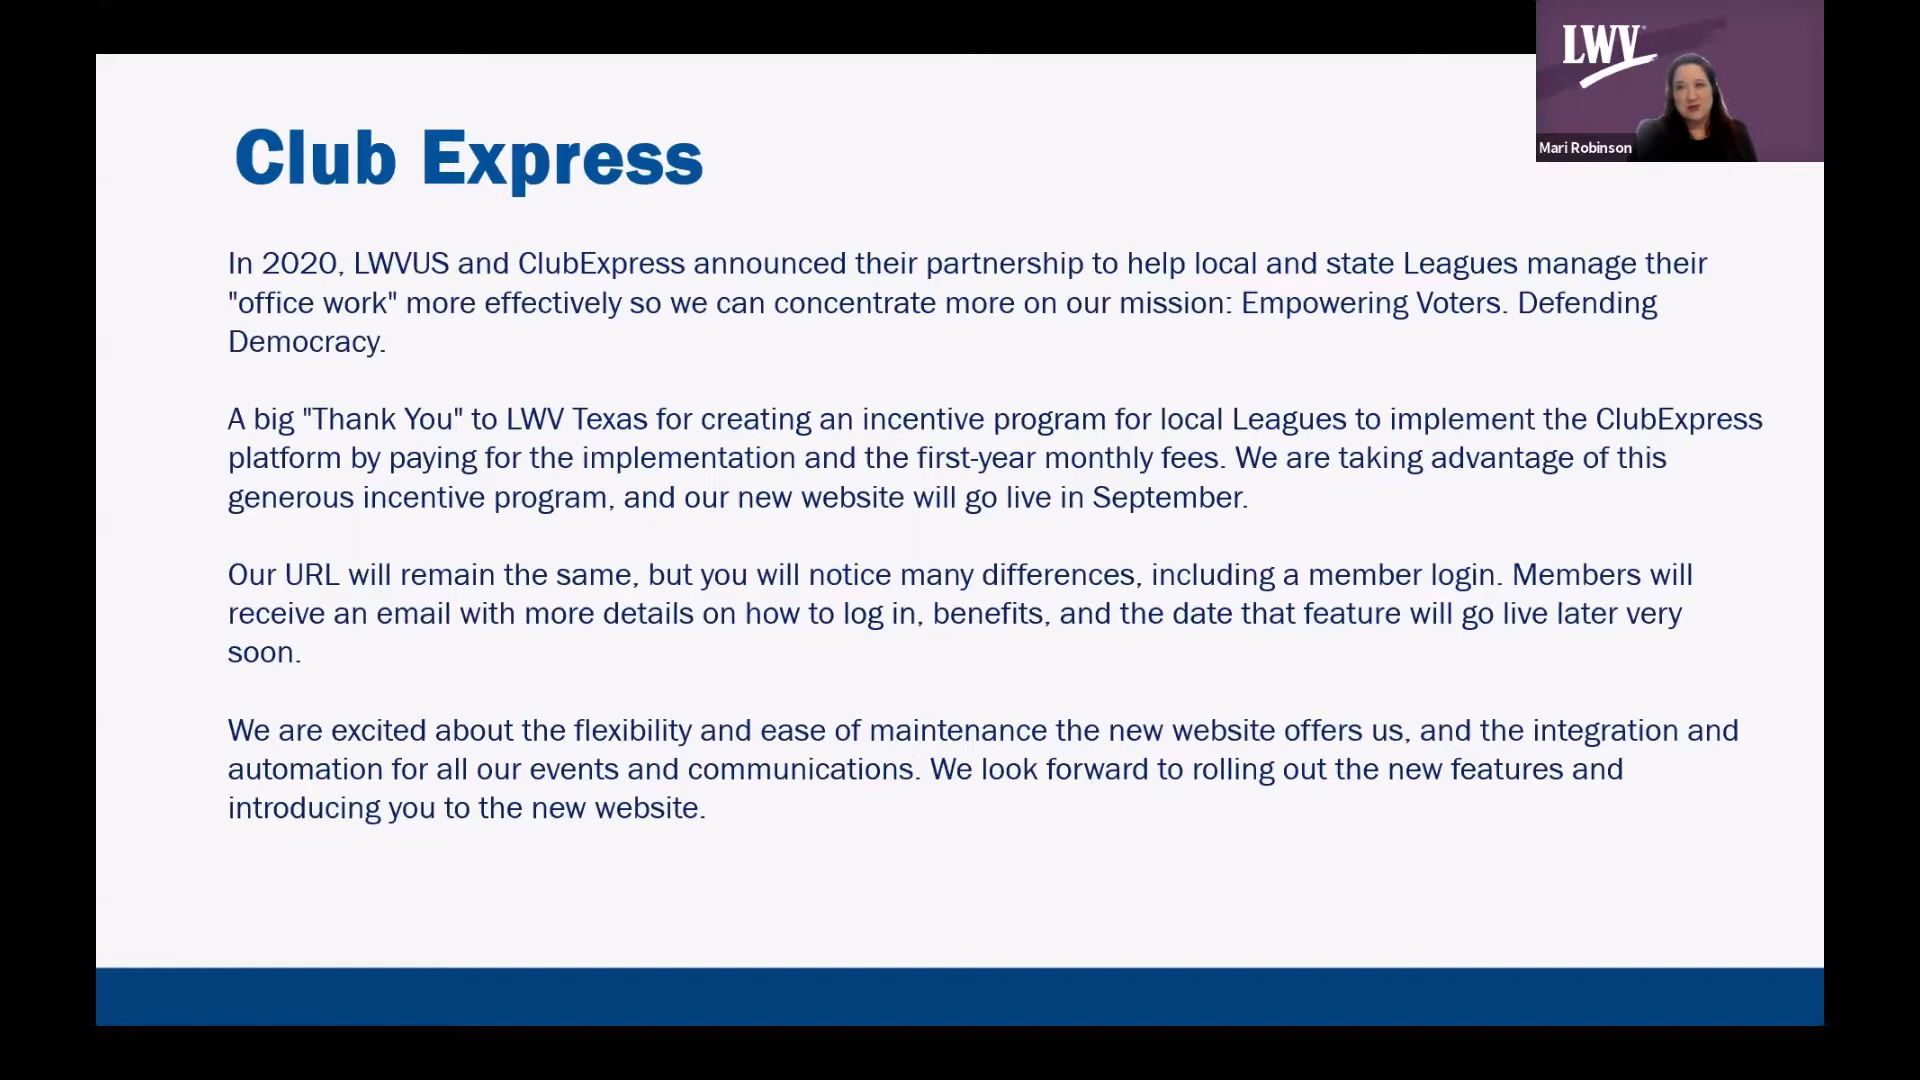 LWV
Mari Robinson
Club Express
In 2020, LWVUS and ClubExpress announced their partnership to help local and state Leagues manage their
"office work" more effectively so we can concentrate more on our mission: Empowering Voters. Defending
Democracy.
A big "Thank You" to LWV Texas for creating an incentive program for local Leagues to implement the ClubExpress
platform by paying for the implementation and the first-year monthly fees. We are taking advantage of this
generous incentive program, and our new website will go live in September.
Our URL will remain the same, but you will notice many differences, including a member login. Members will
receive an email with more details on how to log in, benefits, and the date that feature will go live later very
soon.
We are excited about the flexibility and ease of maintenance the new website offers us, and the integration and
automation for all our events and communications. We look forward to rolling out the new features and
introducing you to the new website.